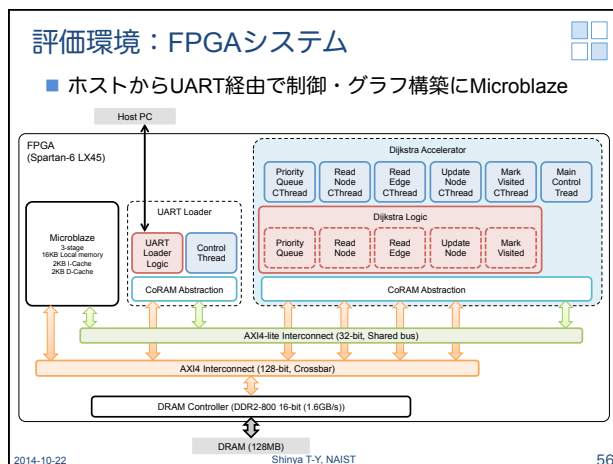 評価環境：FPGAシステム
ホストからUART経由で制御・グラフ構築にMicroblaze
Host PC
FPGA
(Spartan-6 LX45)
Microblaze
3-stage
16KB Local memory
2KB I-Cache
2KB D-Cache
UART Loader
UART
Loader
Logic
Control
Thread
CoRAM Abstraction
Dijkstra Accelerator
Priority
Queue
CThread
Read
Node
CThread
Read
Edge
CThread
Update
Node
CThread
Mark
Visited
CThread
Main
Control
Tread
Dijkstra Logic
Priority
Queue
Read
Node
Read
Edge
Update
Node
Mark
Visited
CoRAM Abstraction
AXI4-lite Interconnect (32-bit, Shared bus)
AXI4 Interconnect (128-bit, Crossbar)
DRAM Controller (DDR2-800 16-bit (1.6GB/s))
DRAM (128MB)
2014-10-22
Shinya T-Y, NAIST
56